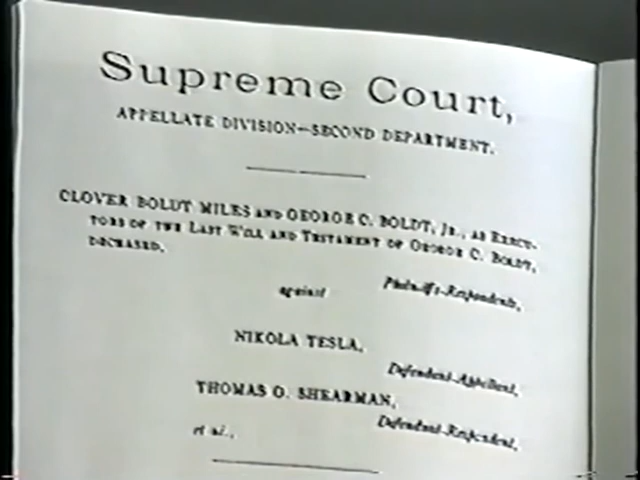 Supreme Court,
APPELLATE DIVISION—SECOND DEPARTMENT.
CLOVER BOLDT MILES AND GEORGE C. BOLDT, JR., AS EXECU-
TORS OF THE LAST WILL AND TESTAMENT OF GEORGE C. BOLDT,
DECEASED,
Plaintiffs-Respondents,
against
NIKOLA TESLA,
Defendant-Appellant,
THOMAS G. SHEARMAN,
et al.,
Defendant-Respondent,